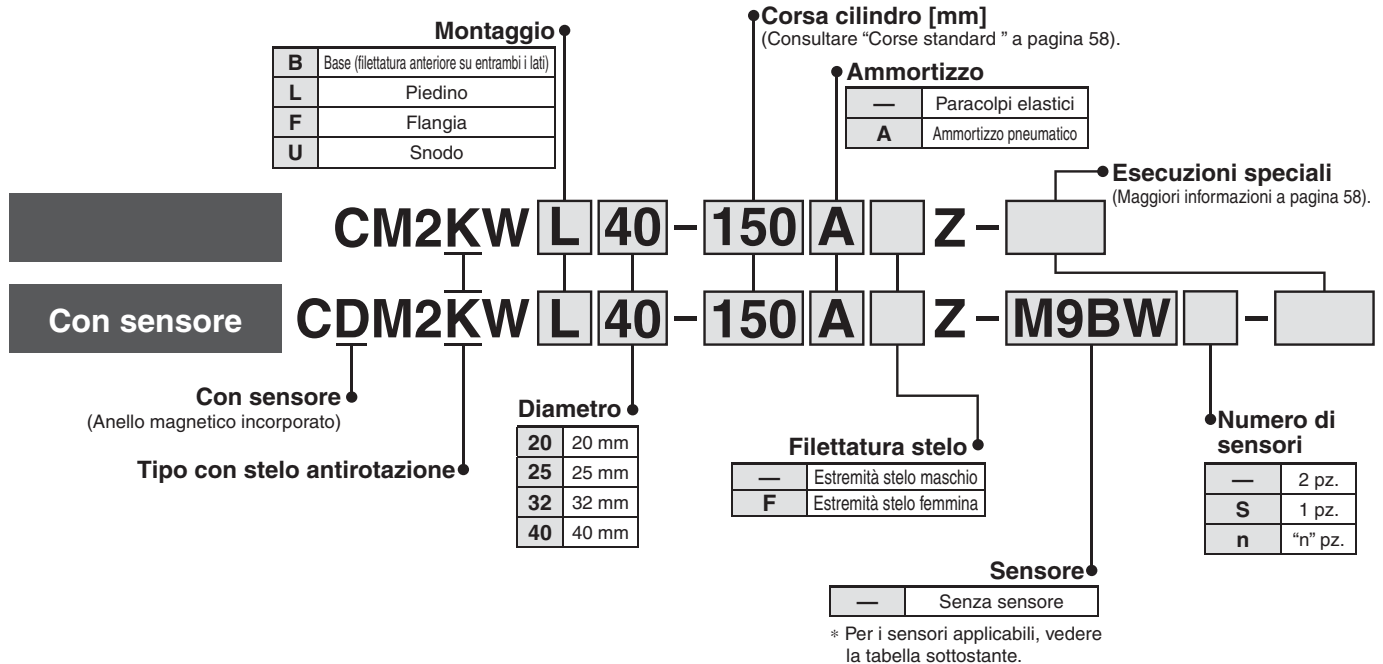 Montaggio
B Base (filettatura anteriore su entrambi i lati)
L Piedino
F Flangia
U Snodo
Corsa cilindro [mm]
(Consultare “Corse standard ” a pagina 58).
Ammortizzo
— Paracolpi elastici
A Ammortizzo pneumatico
Esecuzioni speciali
(Maggiori informazioni a pagina 58).
CM2KW L 40 - 150 A Z -
Con sensore CDM2KW L 40 - 150 A Z - M9BW -
Con sensore
(Anello magnetico incorporato)
Tipo con stelo antirotazione
Diametro
20 20 mm
25 25 mm
32 32 mm
40 40 mm
Filettatura stelo
— Estremità stelo maschio
F Estremità stelo femmina
Numero di
sensori
— 2 pz.
S 1 pz.
n “n” pz.
Sensore
— Senza sensore
* Per i sensori applicabili, vedere
la tabella sottostante.